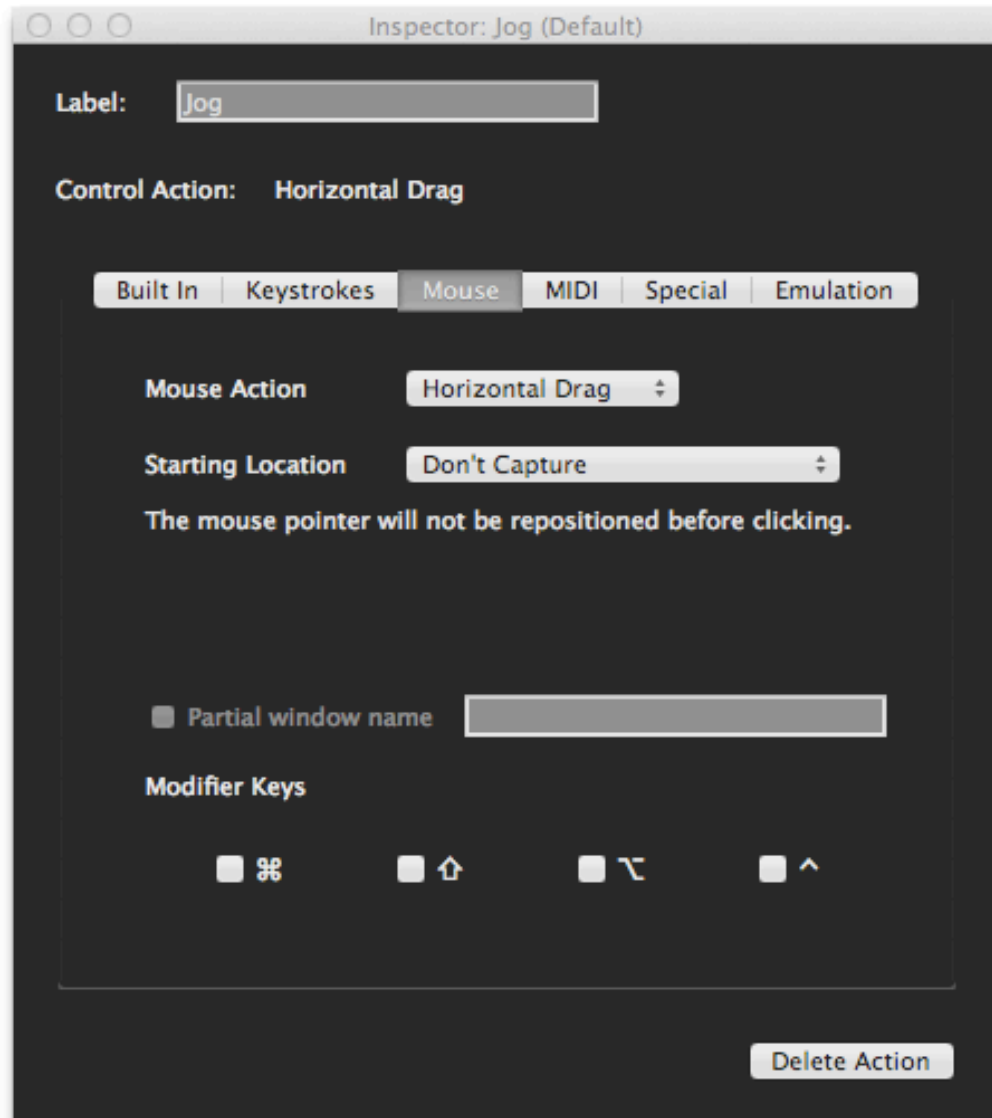 Inspector: Jog (Default)
Label: Jog
Control Action: Horizontal Drag
Built In Keystrokes Mouse MIDI Special Emulation
Mouse Action Horizontal Drag
Starting Location Don't Capture
The mouse pointer will not be repositioned before clicking.
Partial window name
Modifier Keys
⌘ ⇧ ⌥ ^
Delete Action